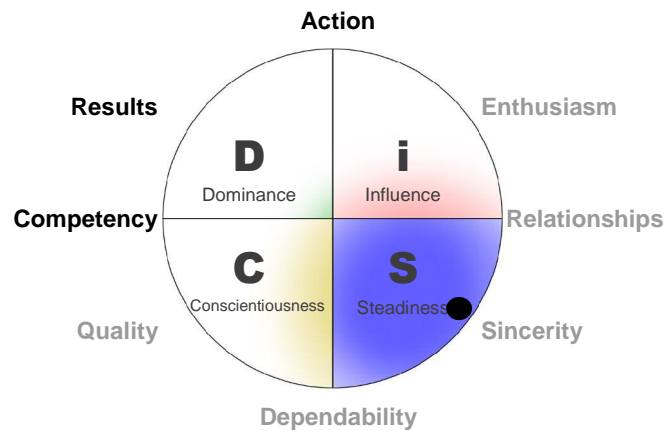 Action
Results
Enthusiasm
D
i
Dominance
Influence
Competency
Relationships
C
S
Conscientiousness
Steadiness
Quality
Sincerity
Dependability